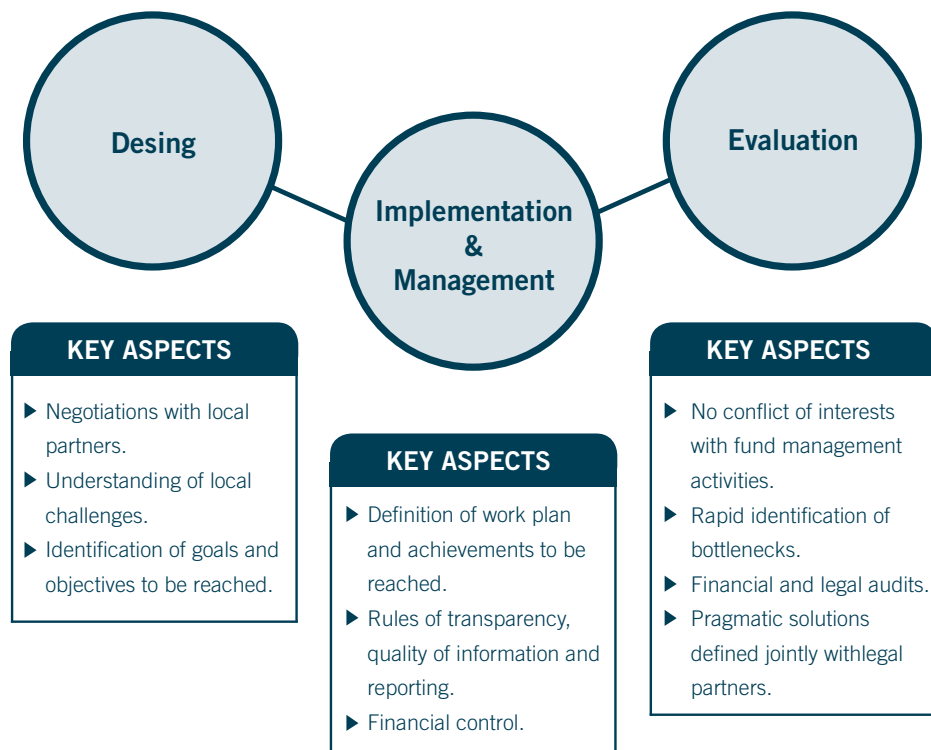 Desing
Implementation
&
Management
Evaluation
KEY ASPECTS
▶ Negotiations with local
partners.
▶ Understanding of local
challenges.
▶ Identification of goals and
objectives to be reached.
KEY ASPECTS
▶ Definition of work plan
and achievements to be
reached.
▶ Rules of transparency,
quality of information and
reporting.
▶ Financial control.
KEY ASPECTS
▶ No conflict of interests
with fund management
activities.
▶ Rapid identification of
bottlenecks.
▶ Financial and legal audits.
▶ Pragmatic solutions
defined jointly withlegal
partners.